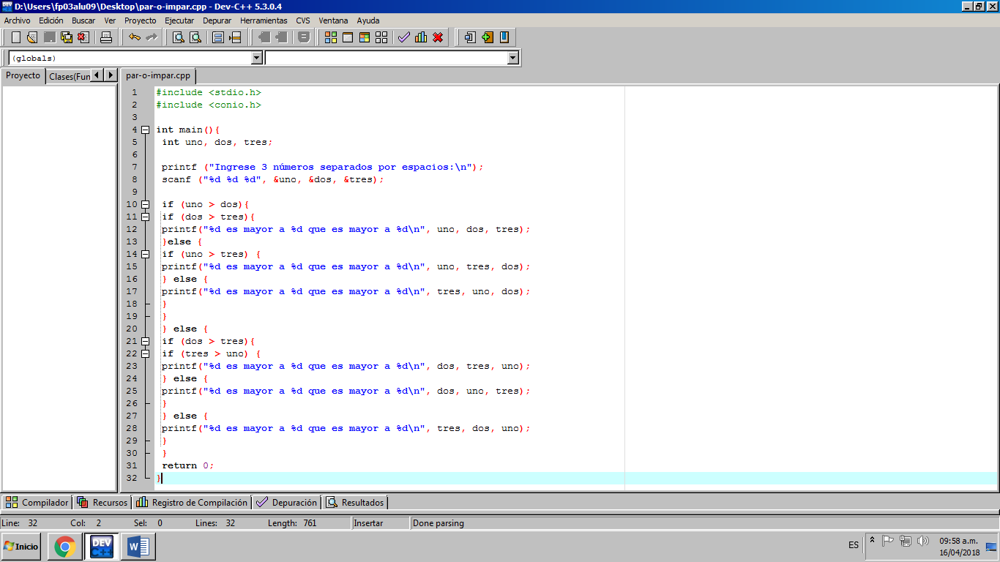 D:\Users\fp03alu09\Desktop\par-o-impar.cpp - Dev-C++ 5.3.0.4
Archivo Edición Buscar Ver Proyecto Ejecutar Depurar Herramientas CVS Ventana Ayuda
(globals)
Proyecto Clases(Fun par-o-impar.cpp
1 #include <stdio.h>
2 #include <conio.h>
3
4 int main(){
5 int uno, dos, tres;
6
7 printf ("Ingrese 3 números separados por espacios:\n");
8 scanf ("%d %d %d", &uno, &dos, &tres);
9
10 if (uno > dos){
11 if (dos > tres){
12 printf("%d es mayor a %d que es mayor a %d\n", uno, dos, tres);
13 }else {
14 if (uno > tres) {
15 printf("%d es mayor a %d que es mayor a %d\n", uno, tres, dos);
16 } else {
17 printf("%d es mayor a %d que es mayor a %d\n", tres, uno, dos);
18 }
19 }
20 } else {
21 if (dos > tres){
22 if (tres > uno) {
23 printf("%d es mayor a %d que es mayor a %d\n", dos, tres, uno);
24 } else {
25 printf("%d es mayor a %d que es mayor a %d\n", dos, uno, tres);
26 }
27 } else {
28 printf("%d es mayor a %d que es mayor a %d\n", tres, dos, uno);
29 }
30 }
31 return 0;
32 }
Compilador Recursos Registro de Compilación Depuración Resultados
Line: 32 Col: 2 Sel: 0 Lines: 32 Length: 761 Insertar Done parsing
Inicio DEV C++ W ES 09:58 a.m.
16/04/2018